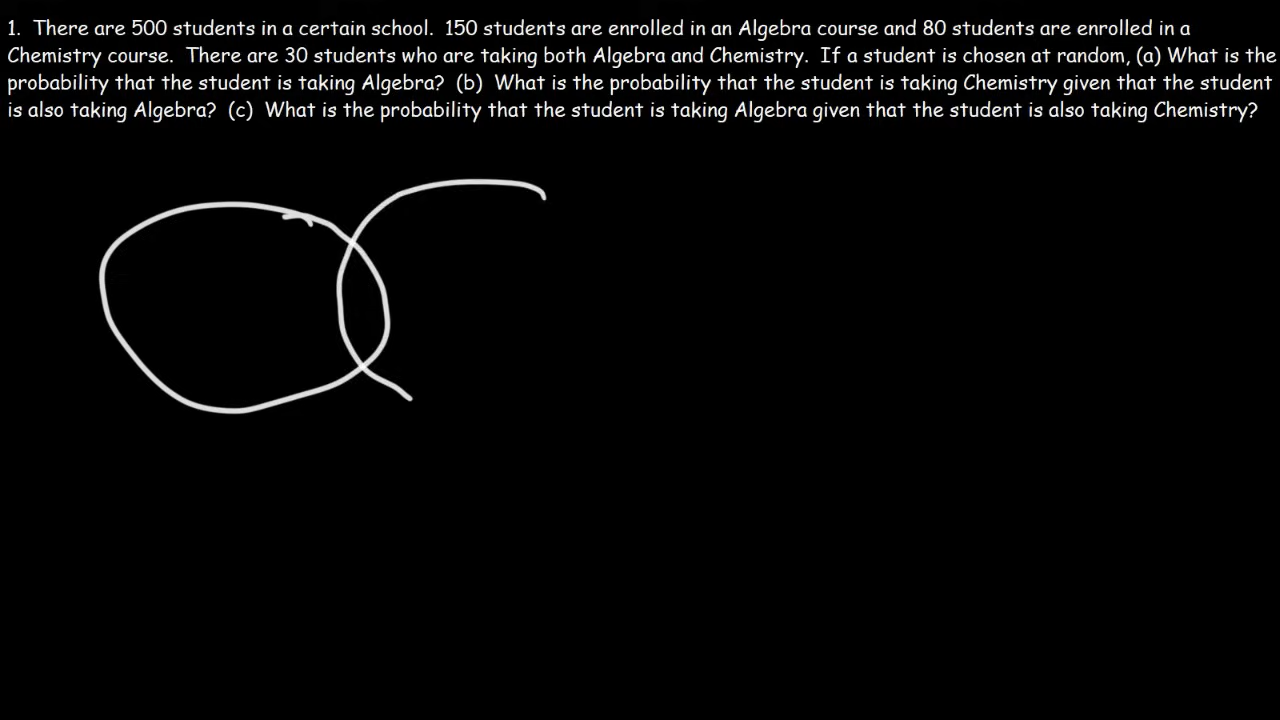 1. There are 500 students in a certain school. 150 students are enrolled in an Algebra course and 80 students are enrolled in a
Chemistry course. There are 30 students who are taking both Algebra and Chemistry. If a student is chosen at random, (a) What is the
probability that the student is taking Algebra? (b) What is the probability that the student is taking Chemistry given that the student
is also taking Algebra? (c) What is the probability that the student is taking Algebra given that the student is also taking Chemistry?